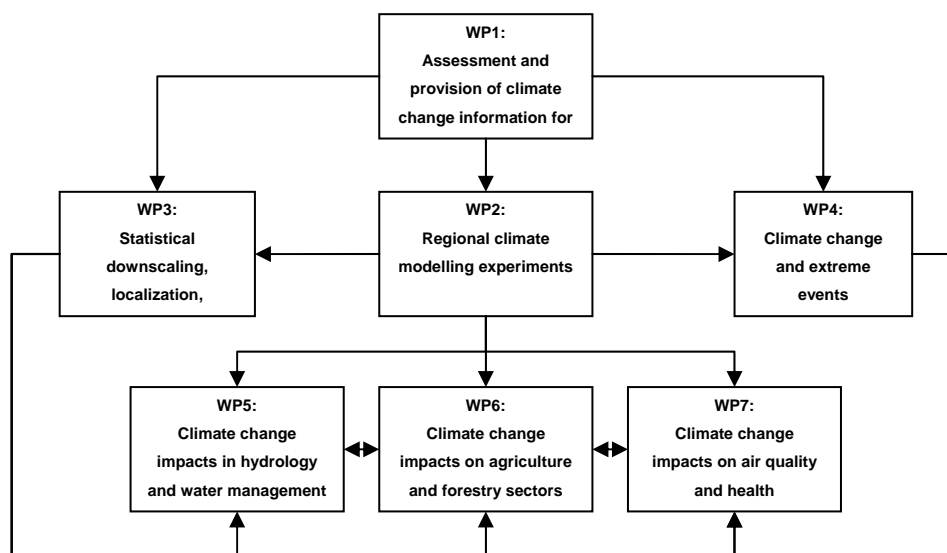 WP1:
Assessment and
provision of climate
change information for
WP3:
Statistical
downscaling,
localization,
WP2:
Regional climate
modelling experiments
WP4:
Climate change
and extreme
events
WP5:
Climate change
impacts in hydrology
and water management
WP6:
Climate change
impacts on agriculture
and forestry sectors
WP7:
Climate change
impacts on air quality
and health